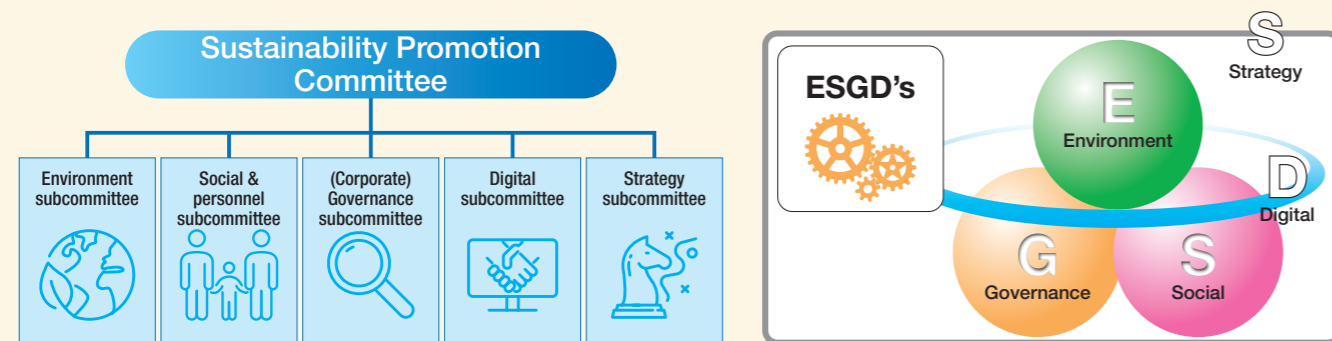 Sustainability Promotion
Committee
Environment
subcommittee
Social &
personnel
subcommittee
(Corporate)
Governance
subcommittee
Digital
subcommittee
Strategy
subcommittee
ESGD's
S
Strategy
E
Environment
D
Digital
G
Governance
S
Social